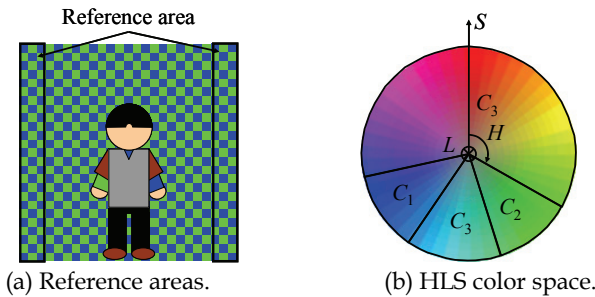 Reference area
S
C3
H
L
C1
C2
C3
(a) Reference areas.
(b) HLS color space.